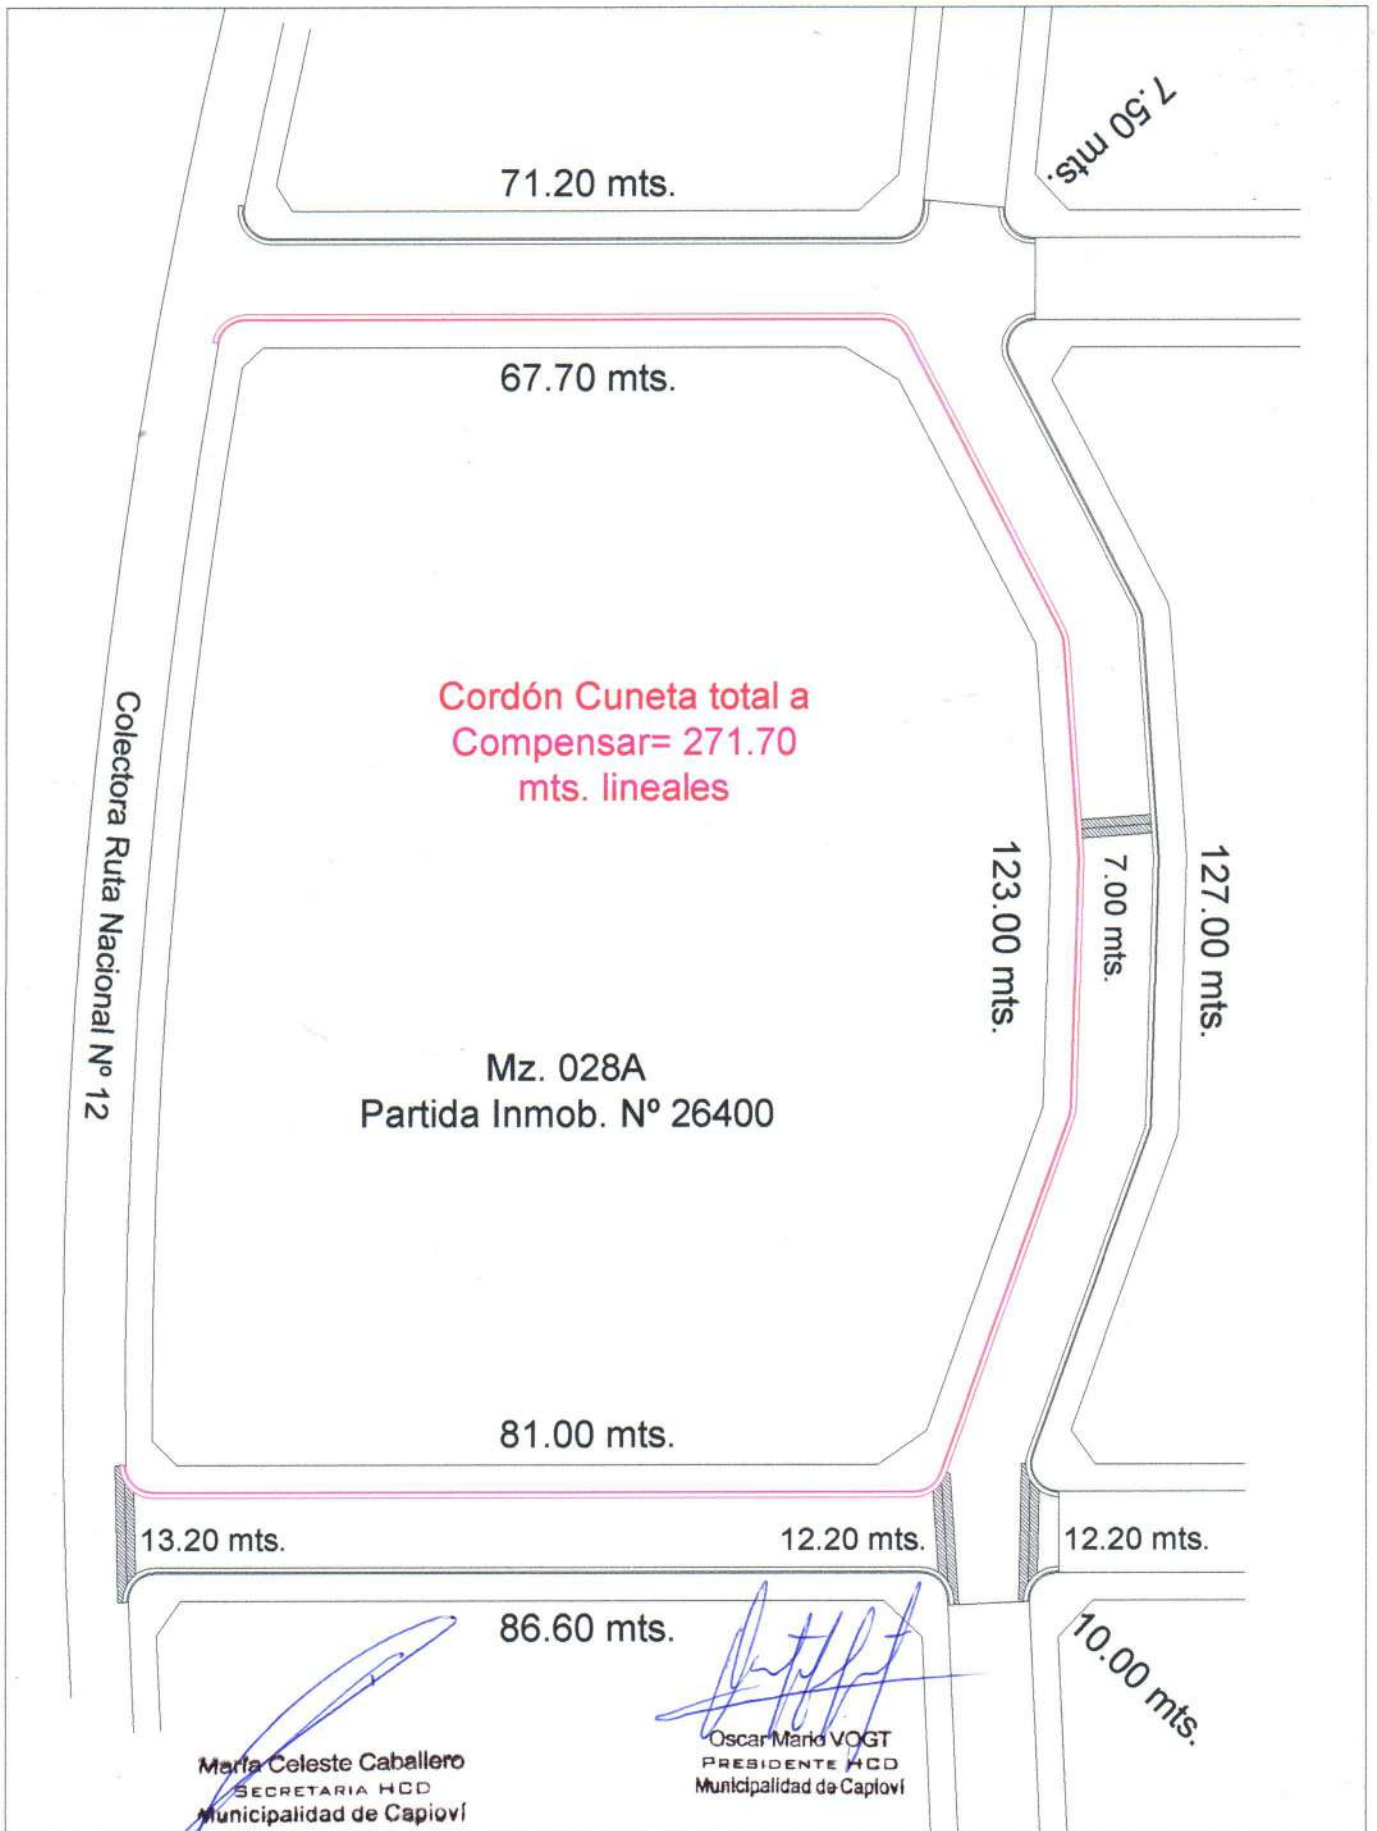 7.50 mts.
71.20 mts.
67.70 mts.
Cordón Cuneta total a
Compensar= 271.70
mts. lineales
Colectora Ruta Nacional Nº 12
123.00 mts.
7.00 mts.
127.00 mts.
Mz. 028A
Partida Inmob. Nº 26400
81.00 mts.
13.20 mts.
12.20 mts.
12.20 mts.
86.60 mts.
10.00 mts.
María Celeste Caballero
SECRETARIA HCD
Municipalidad de Capioví
Oscar Mario VOGT
PRESIDENTE HCD
Municipalidad de Capioví